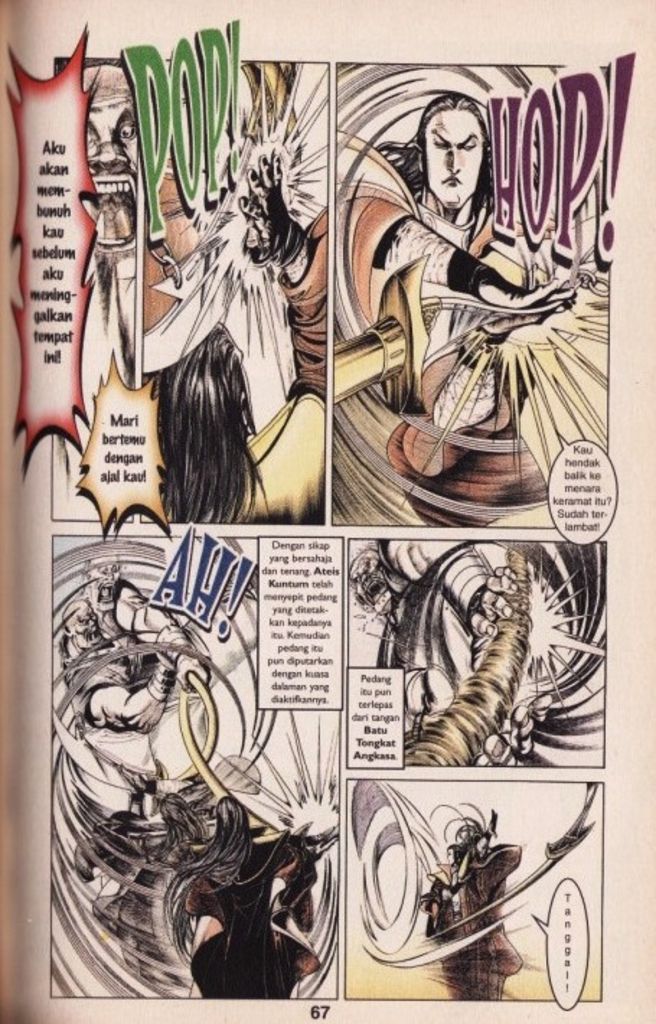 Aku
akan
mem-
bunuh
kau
sebelum
aku
mening-
galkan
tempat
ini!
POP!
Mari
bertemu
dengan
ajal kau!
HOP!
Kau
hendak
balik ke
menara
keramat itu?
Sudah ter-
lambat!
AH!
Dengan sikap
yang bersahaja
dan tenang, Ateis
Kuntum telah
menyepit pedang
yang ditetak-
kan kepadanya
itu. Kemudian
pedang itu
pun diputarkan
dengan kuasa
dalaman yang
diaktifkannya.
Pedang
itu pun
terlepas
dari tangan
Batu
Tongkat
Angkasa.
Tanggal!
67